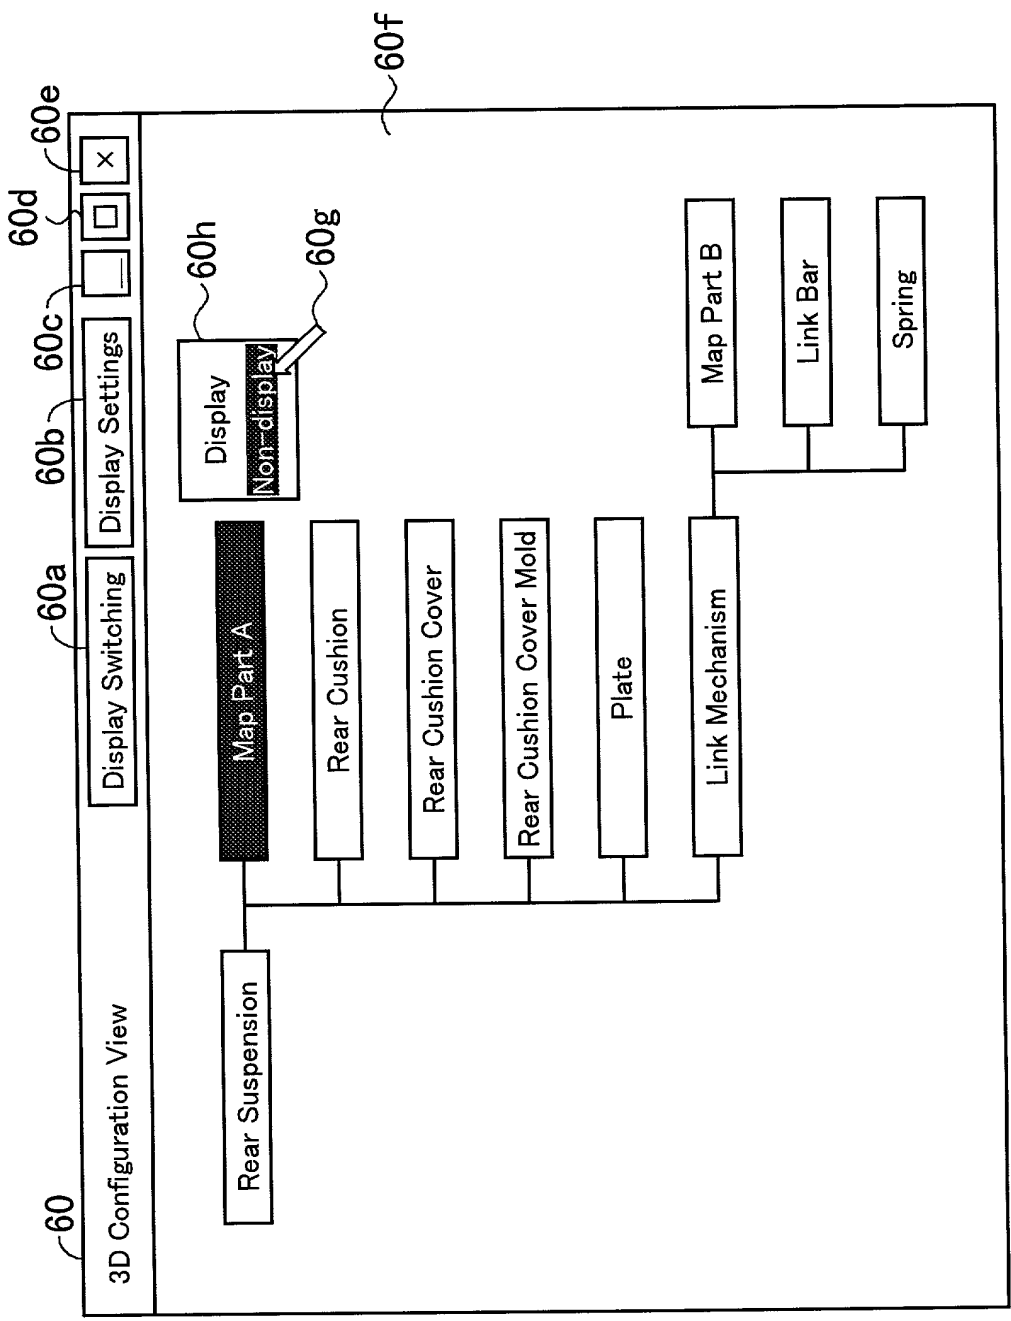 60
60a
60b
60c
60d
60e
3D Configuration View
Display Switching
Display Settings
×
60f
60h
60g
Display
Non-display
Rear Suspension
Map Part A
Rear Cushion
Rear Cushion Cover
Rear Cushion Cover Mold
Plate
Link Mechanism
Map Part B
Link Bar
Spring